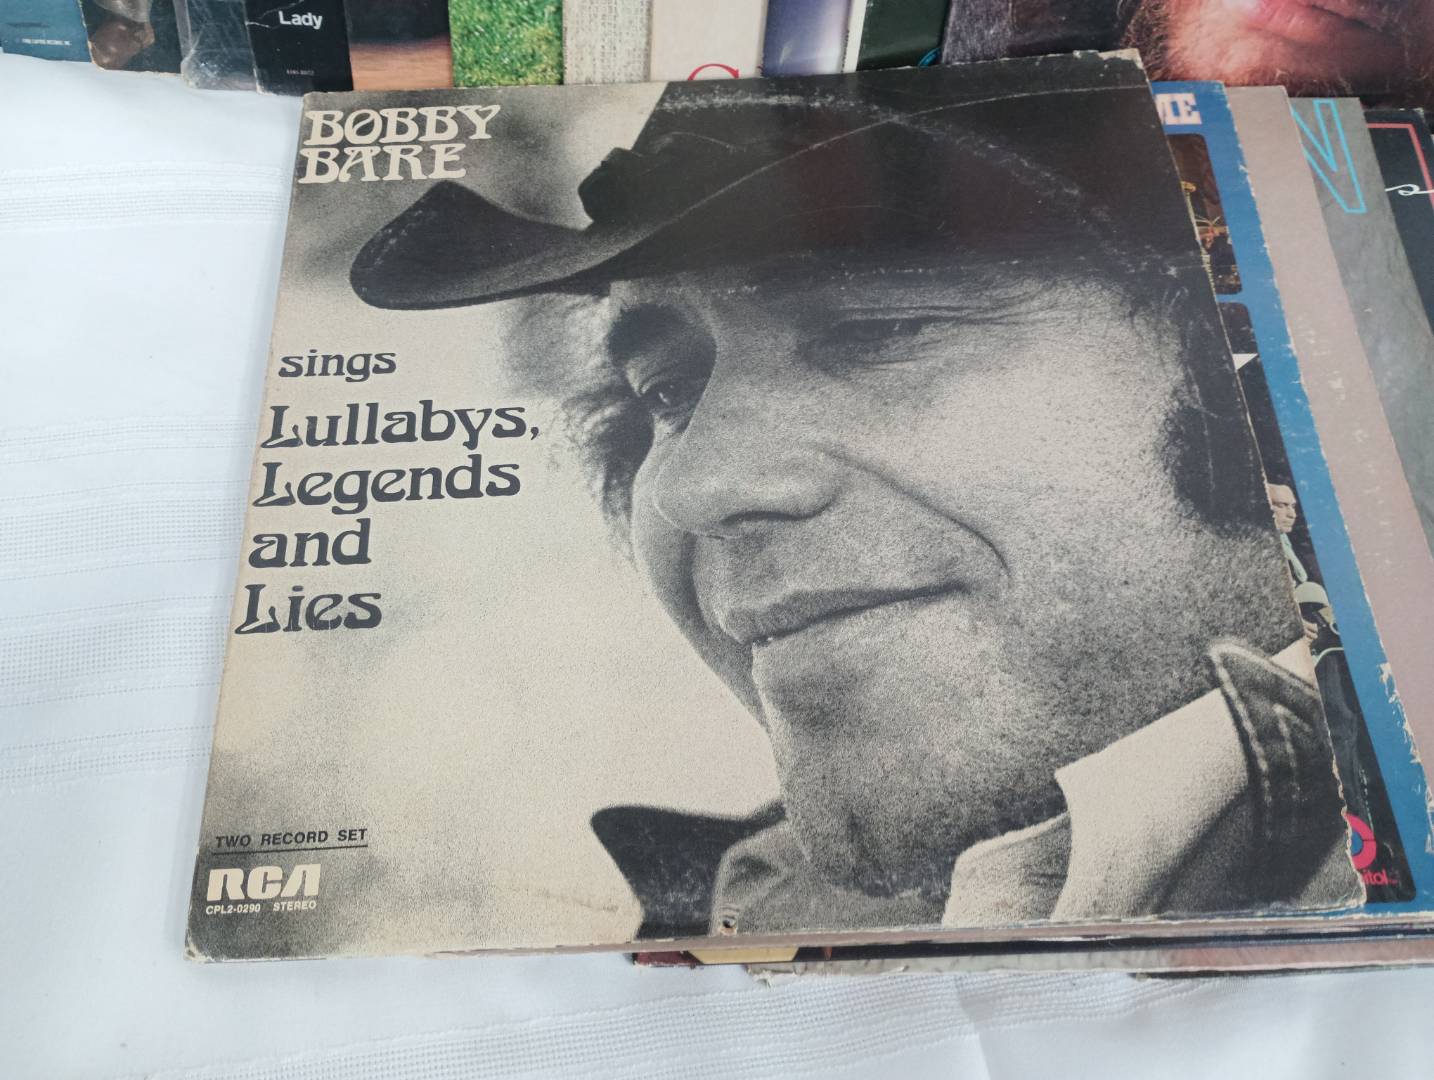 Lady
BOBBY
BARE
sings
Lullabys,
Legends
and
Lies
TWO RECORD SET
RCA
CPL2-0290 STEREO